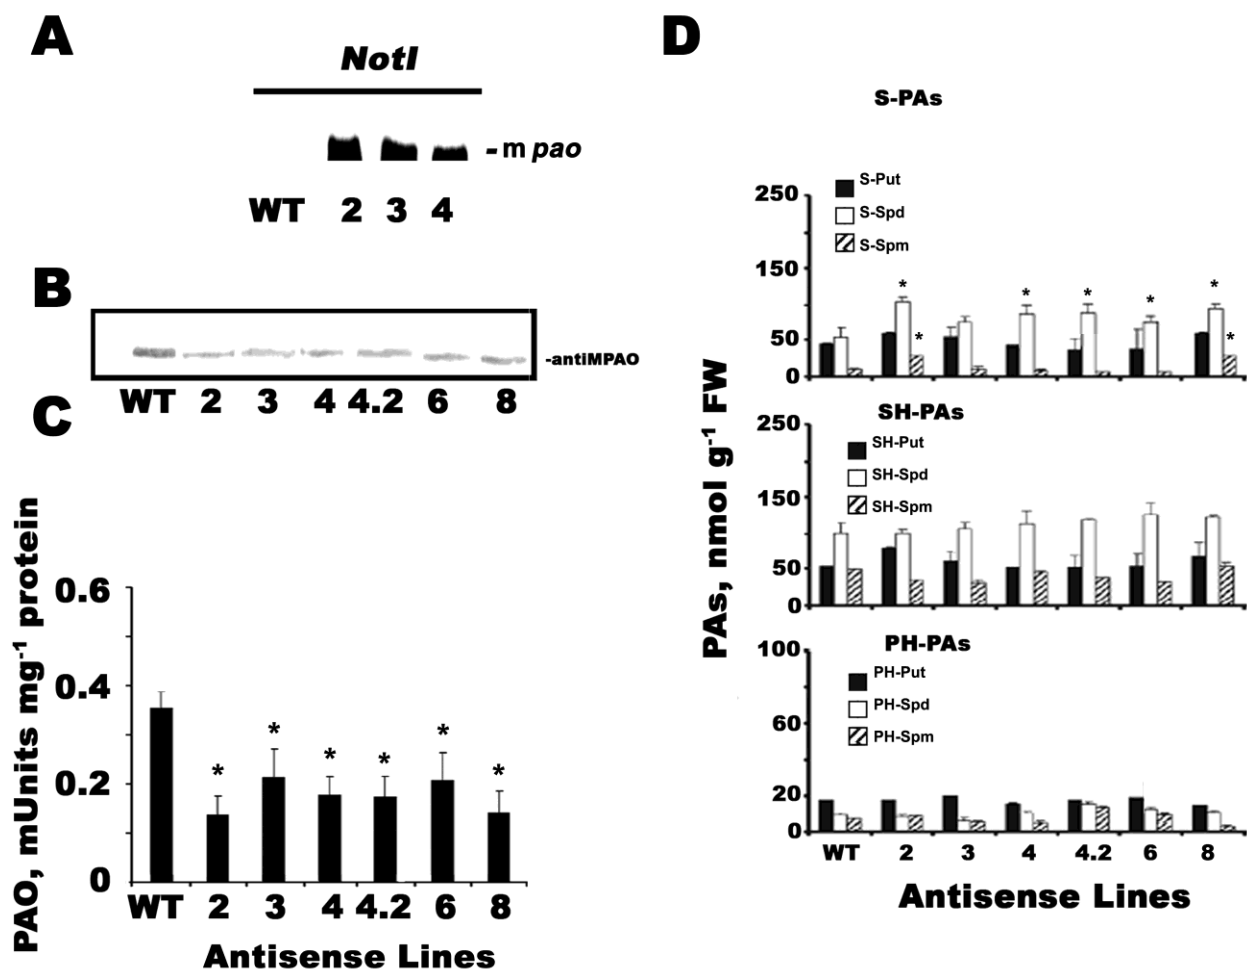 A
NotI
- m pao
WT 2 3 4
B
-antiMPAO
WT 2 3 4 4.2 6 8
C
PAO, mUnits mg-1 protein
0.6
0.4
0.2
0
* * * * * *
WT 2 3 4 4.2 6 8
Antisense Lines
D
S-PAs
PAs, nmol g-1 FW
S-Put
S-Spd
S-Spm
250
150
50
0
* * * * * * *
SH-PAs
SH-Put
SH-Spd
SH-Spm
250
150
50
0
PH-PAs
PH-Put
PH-Spd
PH-Spm
100
60
20
0
WT 2 3 4 4.2 6 8
Antisense Lines